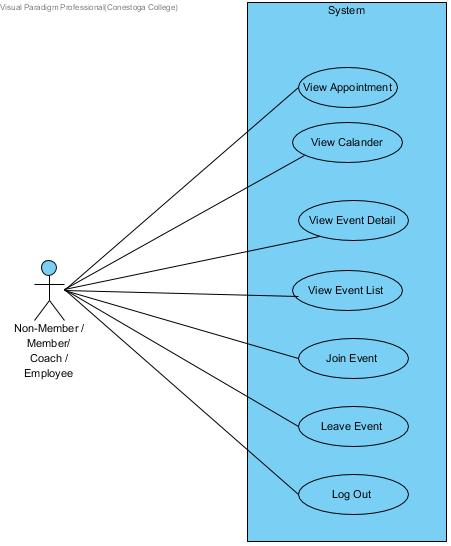 Visual Paradigm Professional(Conestoga College)
System
View Appointment
View Calander
View Event Detail
View Event List
Non-Member /
Member/
Coach /
Employee
Join Event
Leave Event
Log Out